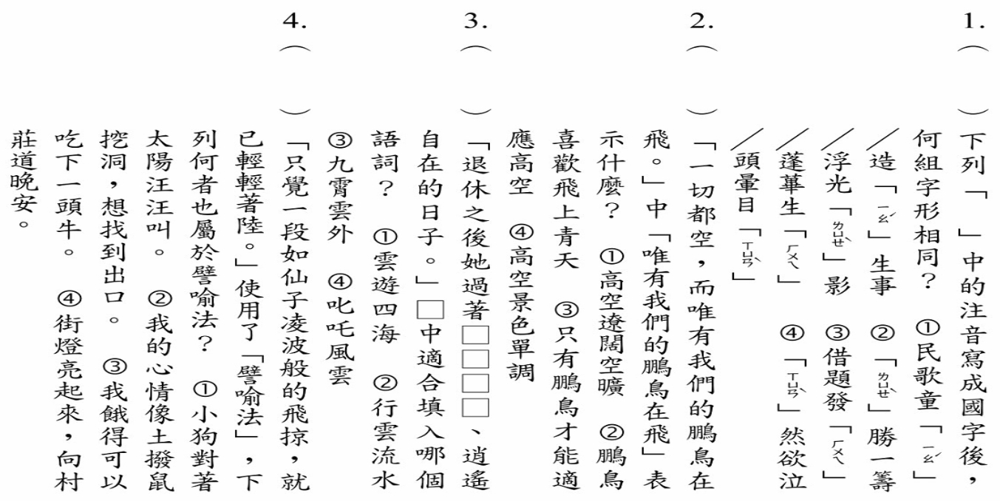 1.（　　）下列「　」中的注音寫成國字後，
何組字形相同？　①民歌童「ㄧㄠˊ」
／造「ㄧㄠˊ」生事　②「ㄌㄩㄝˋ」勝一籌
／浮光「ㄌㄩㄝˋ」影　③借題發「ㄏㄨㄟ」
／蓬蓽生「ㄏㄨㄟ」　④「ㄒㄩㄢˋ」然欲泣
／頭暈目「ㄒㄩㄢˋ」
2.（　　）「一切都空，而唯有我們的鵬鳥在
飛。」中「唯有我們的鵬鳥在飛」表
示什麼？　①高空遼闊空曠　②鵬鳥
喜歡飛上青天　③只有鵬鳥才能適
應高空　④高空景色單調
3.（　　）「退休之後她過著□□□□、逍遙
自在的日子。」□中適合填入哪個
語詞？　①雲遊四海　②行雲流水
③九霄雲外　④叱吒風雲
4.（　　）「只覺一段如仙子凌波般的飛掠，就
已輕輕著陸。」使用了「譬喻法」，下
列何者也屬於譬喻法？　①小狗對著
太陽汪汪叫。　②我的心情像土撥鼠
挖洞，想找到出口。　③我餓得可以
吃下一頭牛。　④街燈亮起來，向村
莊道晚安。